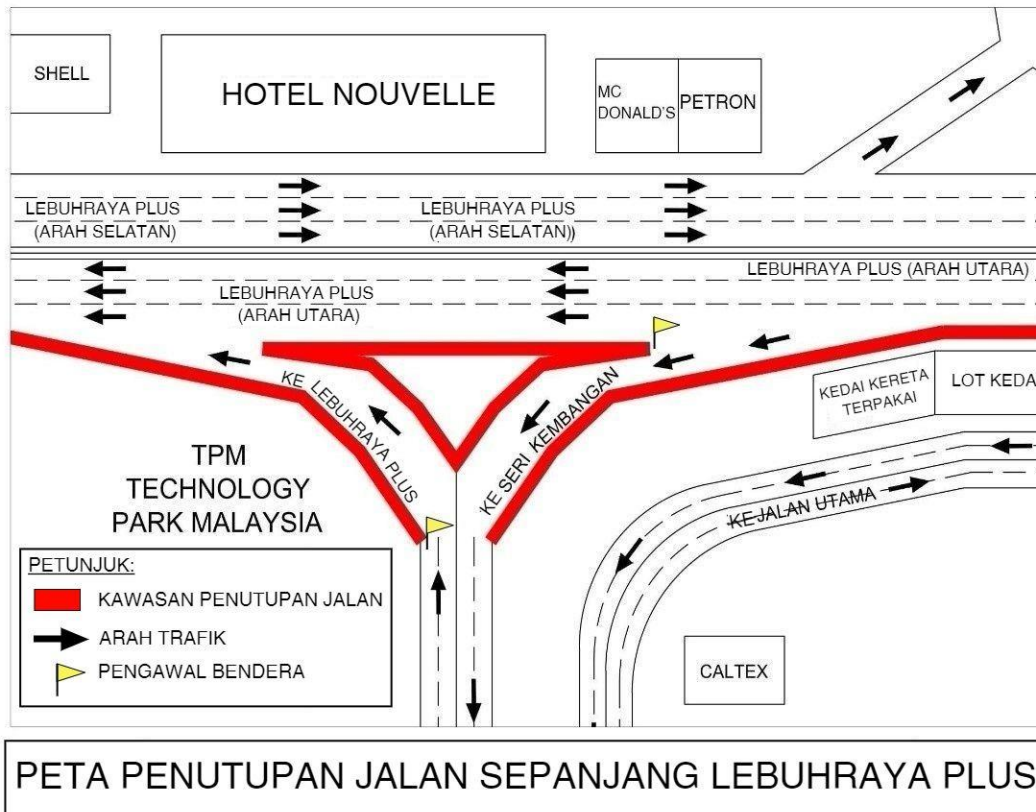 SHELL
HOTEL NOUVELLE
MC
DONALD'S
PETRON
LEBUHRAYA PLUS
(ARAH SELATAN)
LEBUHRAYA PLUS
(ARAH SELATAN))
LEBUHRAYA PLUS (ARAH UTARA)
LEBUHRAYA PLUS
(ARAH UTARA)
KE LEBUHRAYA PLUS
KE SERI KEMBANGAN
KEDAI KERETA
TERPAKAI
LOT KEDA
TPM
TECHNOLOGY
PARK MALAYSIA
KEJALAN UTAMA
PETUNJUK:
KAWASAN PENUTUPAN JALAN
ARAH TRAFIK
PENGAWAL BENDERA
CALTEX
PETA PENUTUPAN JALAN SEPANJANG LEBUHRAYA PLUS